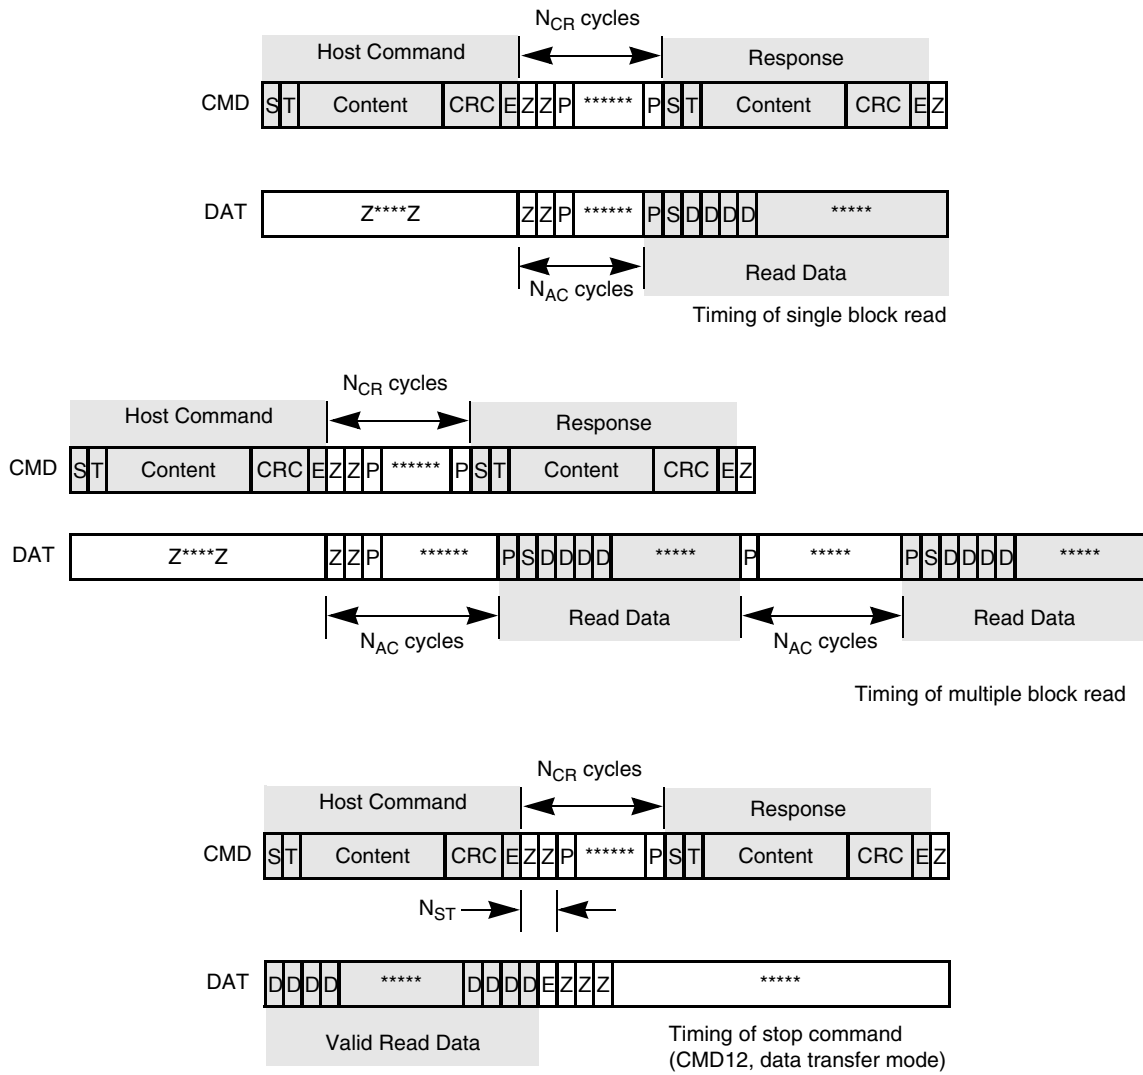 N_CR cycles
Host Command Response
CMD S T Content CRC E Z Z P ****** P S T Content CRC E Z
DAT Z****Z Z Z P ****** P S D D D D *****
N_AC cycles Read Data
Timing of single block read
N_CR cycles
Host Command Response
CMD S T Content CRC E Z Z P ****** P S T Content CRC E Z
DAT Z****Z Z Z P ****** P S D D D D ***** P ***** P S D D D D *****
N_AC cycles Read Data N_AC cycles Read Data
Timing of multiple block read
N_CR cycles
Host Command Response
CMD S T Content CRC E Z Z P ****** P S T Content CRC E Z
N_ST
DAT D D D D ***** D D D D E Z Z Z *****
Valid Read Data
Timing of stop command
(CMD12, data transfer mode)